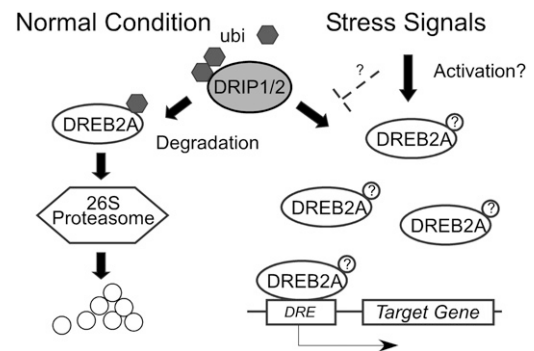 Normal Condition
Stress Signals
ubi
DRIP1/2
?
Activation?
DREB2A
Degradation
DREB2A
?
26S
Proteasome
DREB2A
?
DREB2A
?
DREB2A
?
DRE
Target Gene